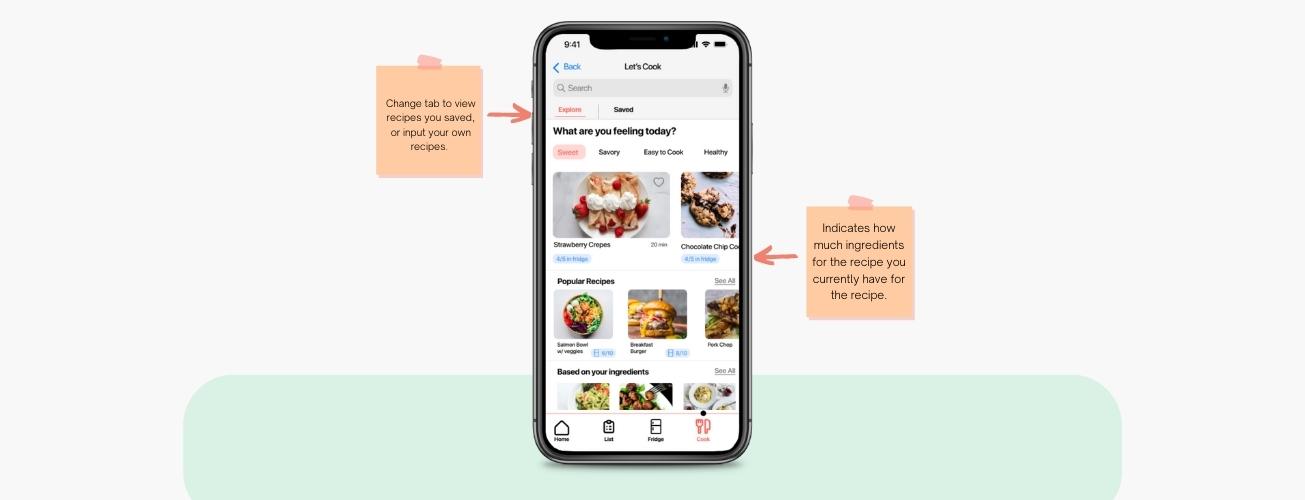 9:41
Back
Let's Cook
Search
Explore
Saved
Change tab to view
recipes you saved,
or input your own
recipes.
What are you feeling today?
Sweet
Savory
Easy to Cook
Healthy
Strawberry Crepes
20 min
4/5 in fridge
Chocolate Chip Co
4/5 in fridge
Indicates how
much ingredients
for the recipe you
currently have for
the recipe.
Popular Recipes
See All
Salmon Bowl
w/ veggies
Breakfast
Burger
Pork Chop
Based on your ingredients
See All
Home
List
Fridge
Cook